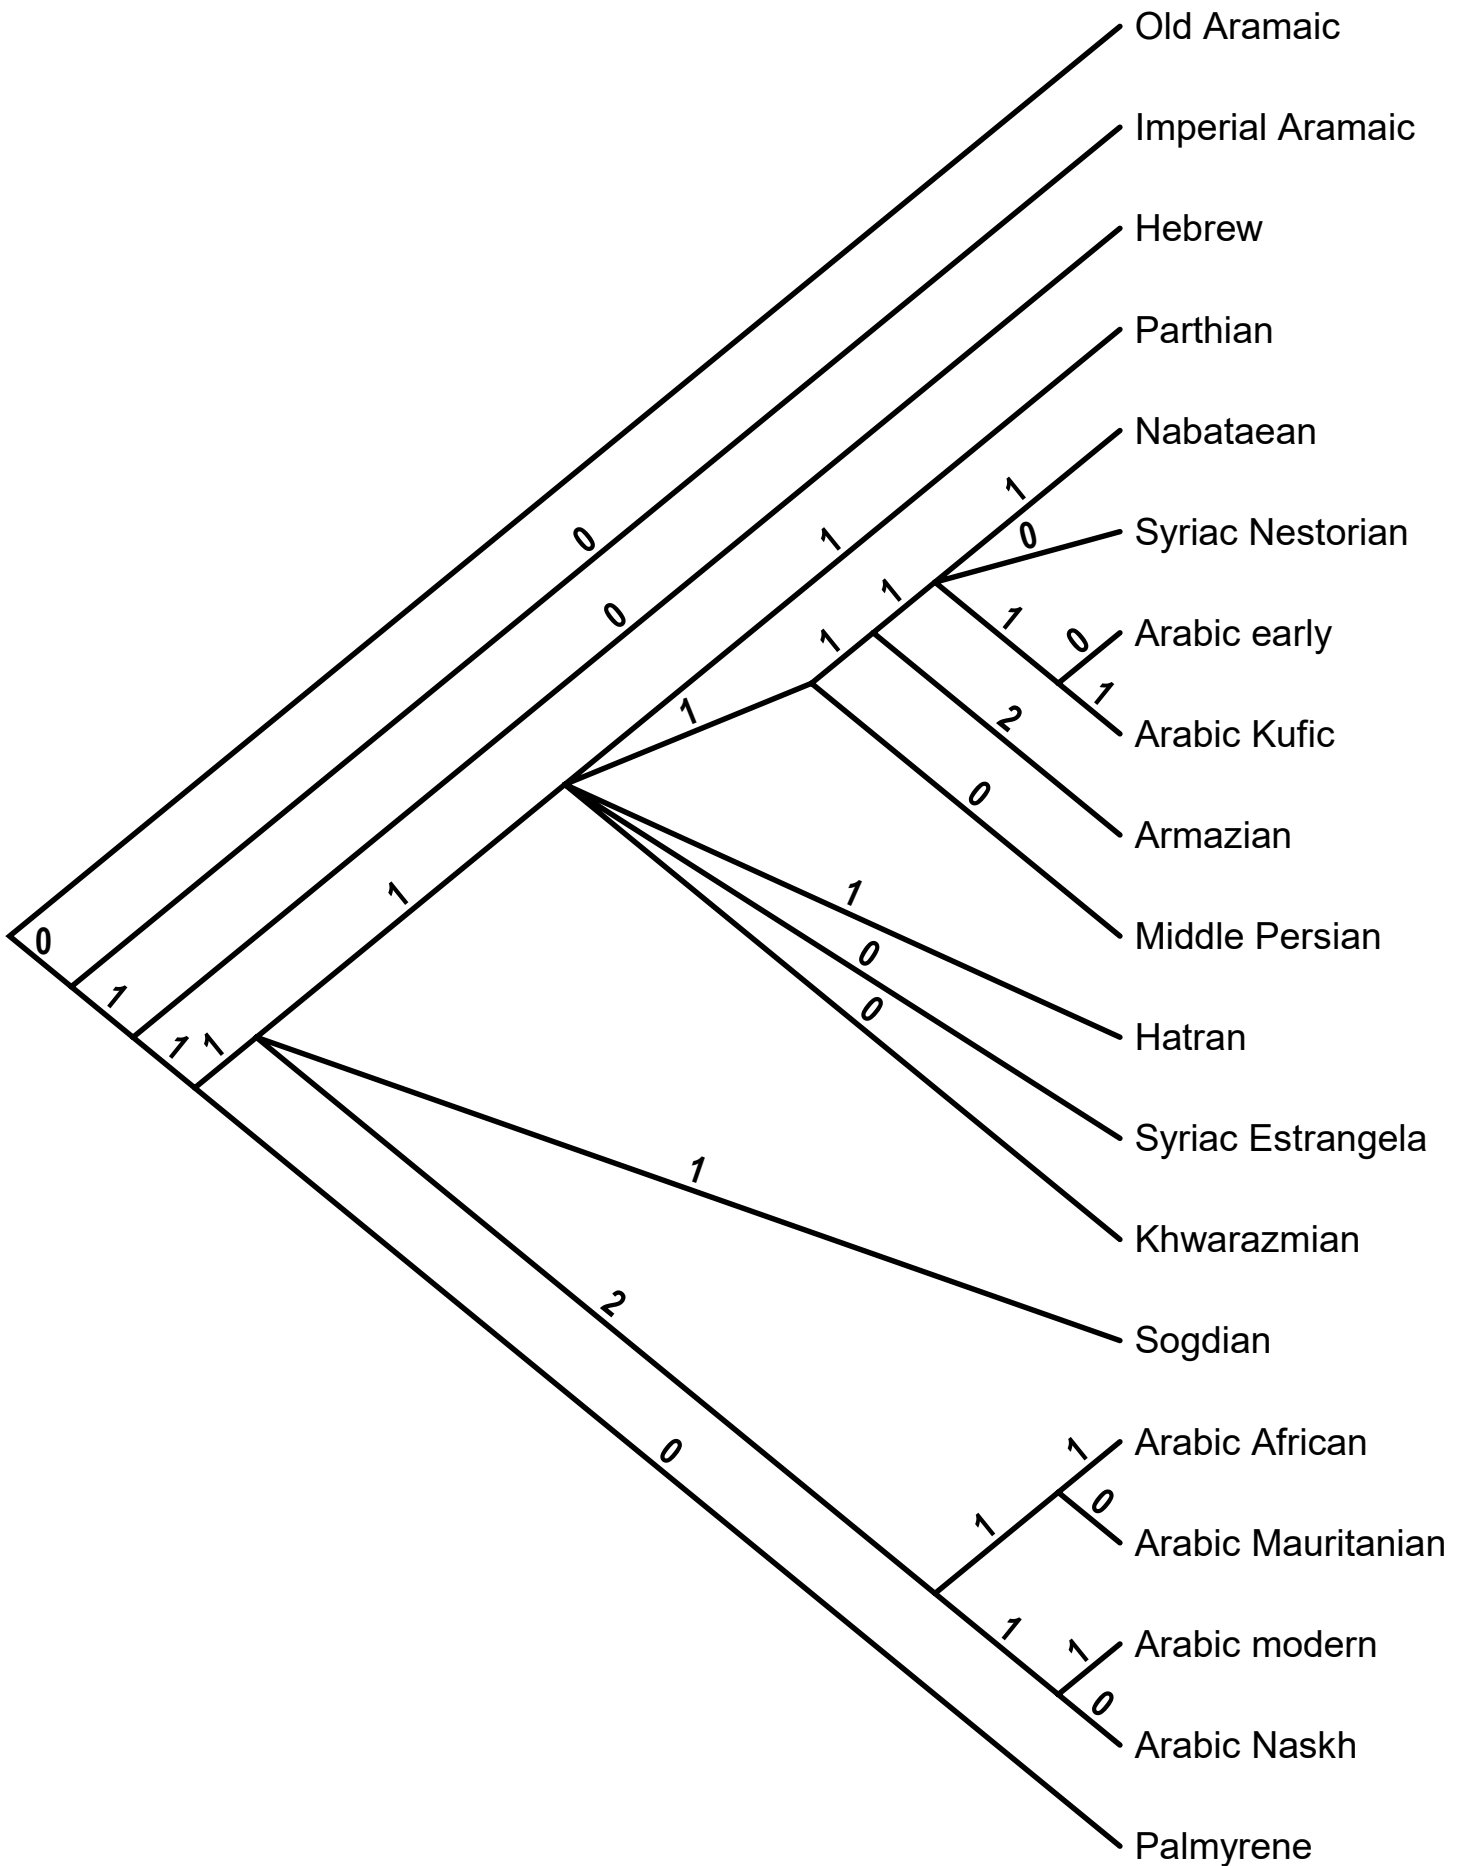 Old Aramaic
Imperial Aramaic
Hebrew
Parthian
Nabataean
1
0
Syriac Nestorian
0
1
1
1
0
Arabic early
0
1
1
1
2
Arabic Kufic
1
0
Armazian
1
1
0
Middle Persian
0
0
1
Hatran
1
1
Syriac Estrangela
1
Khwarazmian
2
Sogdian
1
Arabic African
0
0
1
Arabic Mauritanian
1
1
Arabic modern
0
Arabic Naskh
Palmyrene